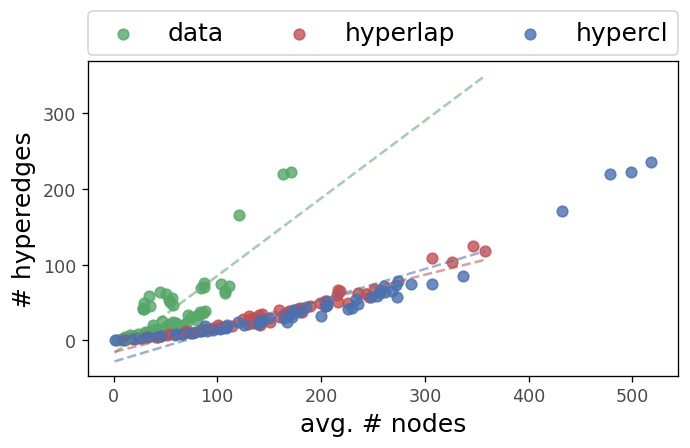 data hyperlap hypercl
300
200
100
0
# hyperedges
0 100 200 300 400 500
avg. # nodes